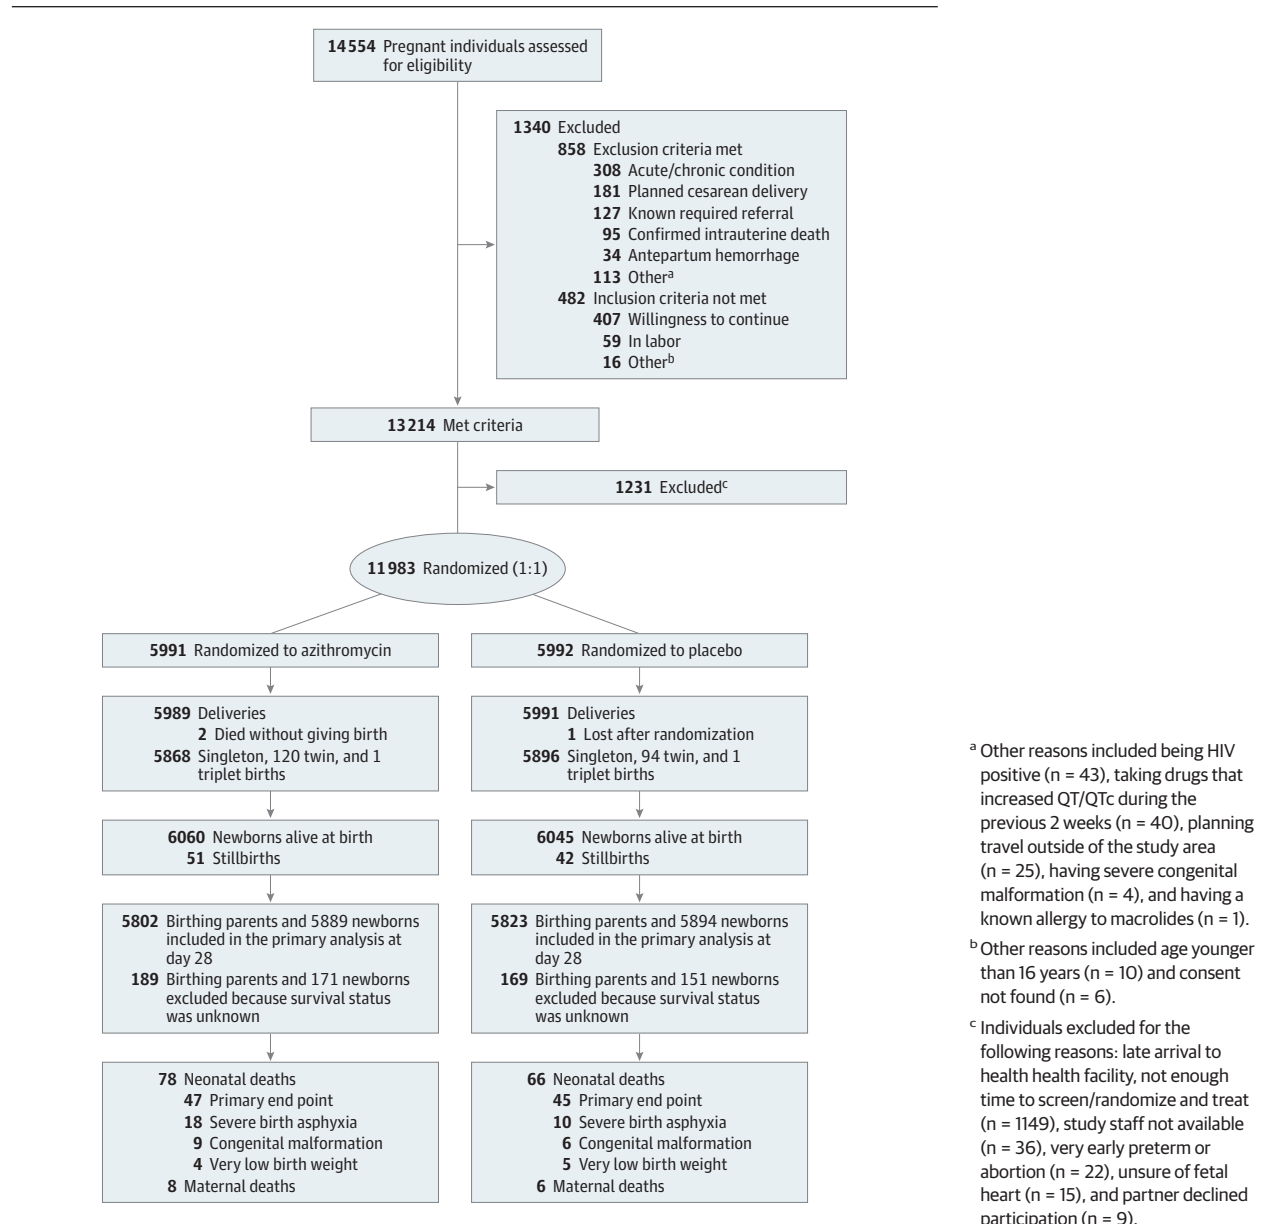 14 554 Pregnant individuals assessed
for eligibility
1340 Excluded
858 Exclusion criteria met
308 Acute/chronic condition
181 Planned cesarean delivery
127 Known required referral
95 Confirmed intrauterine death
34 Antepartum hemorrhage
113 Otherᵃ
482 Inclusion criteria not met
407 Willingness to continue
59 In labor
16 Otherᵇ
13 214 Met criteria
1231 Excludedᶜ
11 983 Randomized (1:1)
5991 Randomized to azithromycin
5989 Deliveries
2 Died without giving birth
5868 Singleton, 120 twin, and 1
triplet births
6060 Newborns alive at birth
51 Stillbirths
5802 Birthing parents and 5889 newborns
included in the primary analysis at
day 28
189 Birthing parents and 171 newborns
excluded because survival status
was unknown
78 Neonatal deaths
47 Primary end point
18 Severe birth asphyxia
9 Congenital malformation
4 Very low birth weight
8 Maternal deaths
5992 Randomized to placebo
5991 Deliveries
1 Lost after randomization
5896 Singleton, 94 twin, and 1
triplet births
6045 Newborns alive at birth
42 Stillbirths
5823 Birthing parents and 5894 newborns
included in the primary analysis at
day 28
169 Birthing parents and 151 newborns
excluded because survival status
was unknown
66 Neonatal deaths
45 Primary end point
10 Severe birth asphyxia
6 Congenital malformation
5 Very low birth weight
6 Maternal deaths
ᵃ Other reasons included being HIV
positive (n = 43), taking drugs that
increased QT/QTc during the
previous 2 weeks (n = 40), planning
travel outside of the study area
(n = 25), having severe congenital
malformation (n = 4), and having a
known allergy to macrolides (n = 1).
ᵇ Other reasons included age younger
than 16 years (n = 10) and consent
not found (n = 6).
ᶜ Individuals excluded for the
following reasons: late arrival to
health health facility, not enough
time to screen/randomize and treat
(n = 1149), study staff not available
(n = 36), very early preterm or
abortion (n = 22), unsure of fetal
heart (n = 15), and partner declined
participation (n = 9).